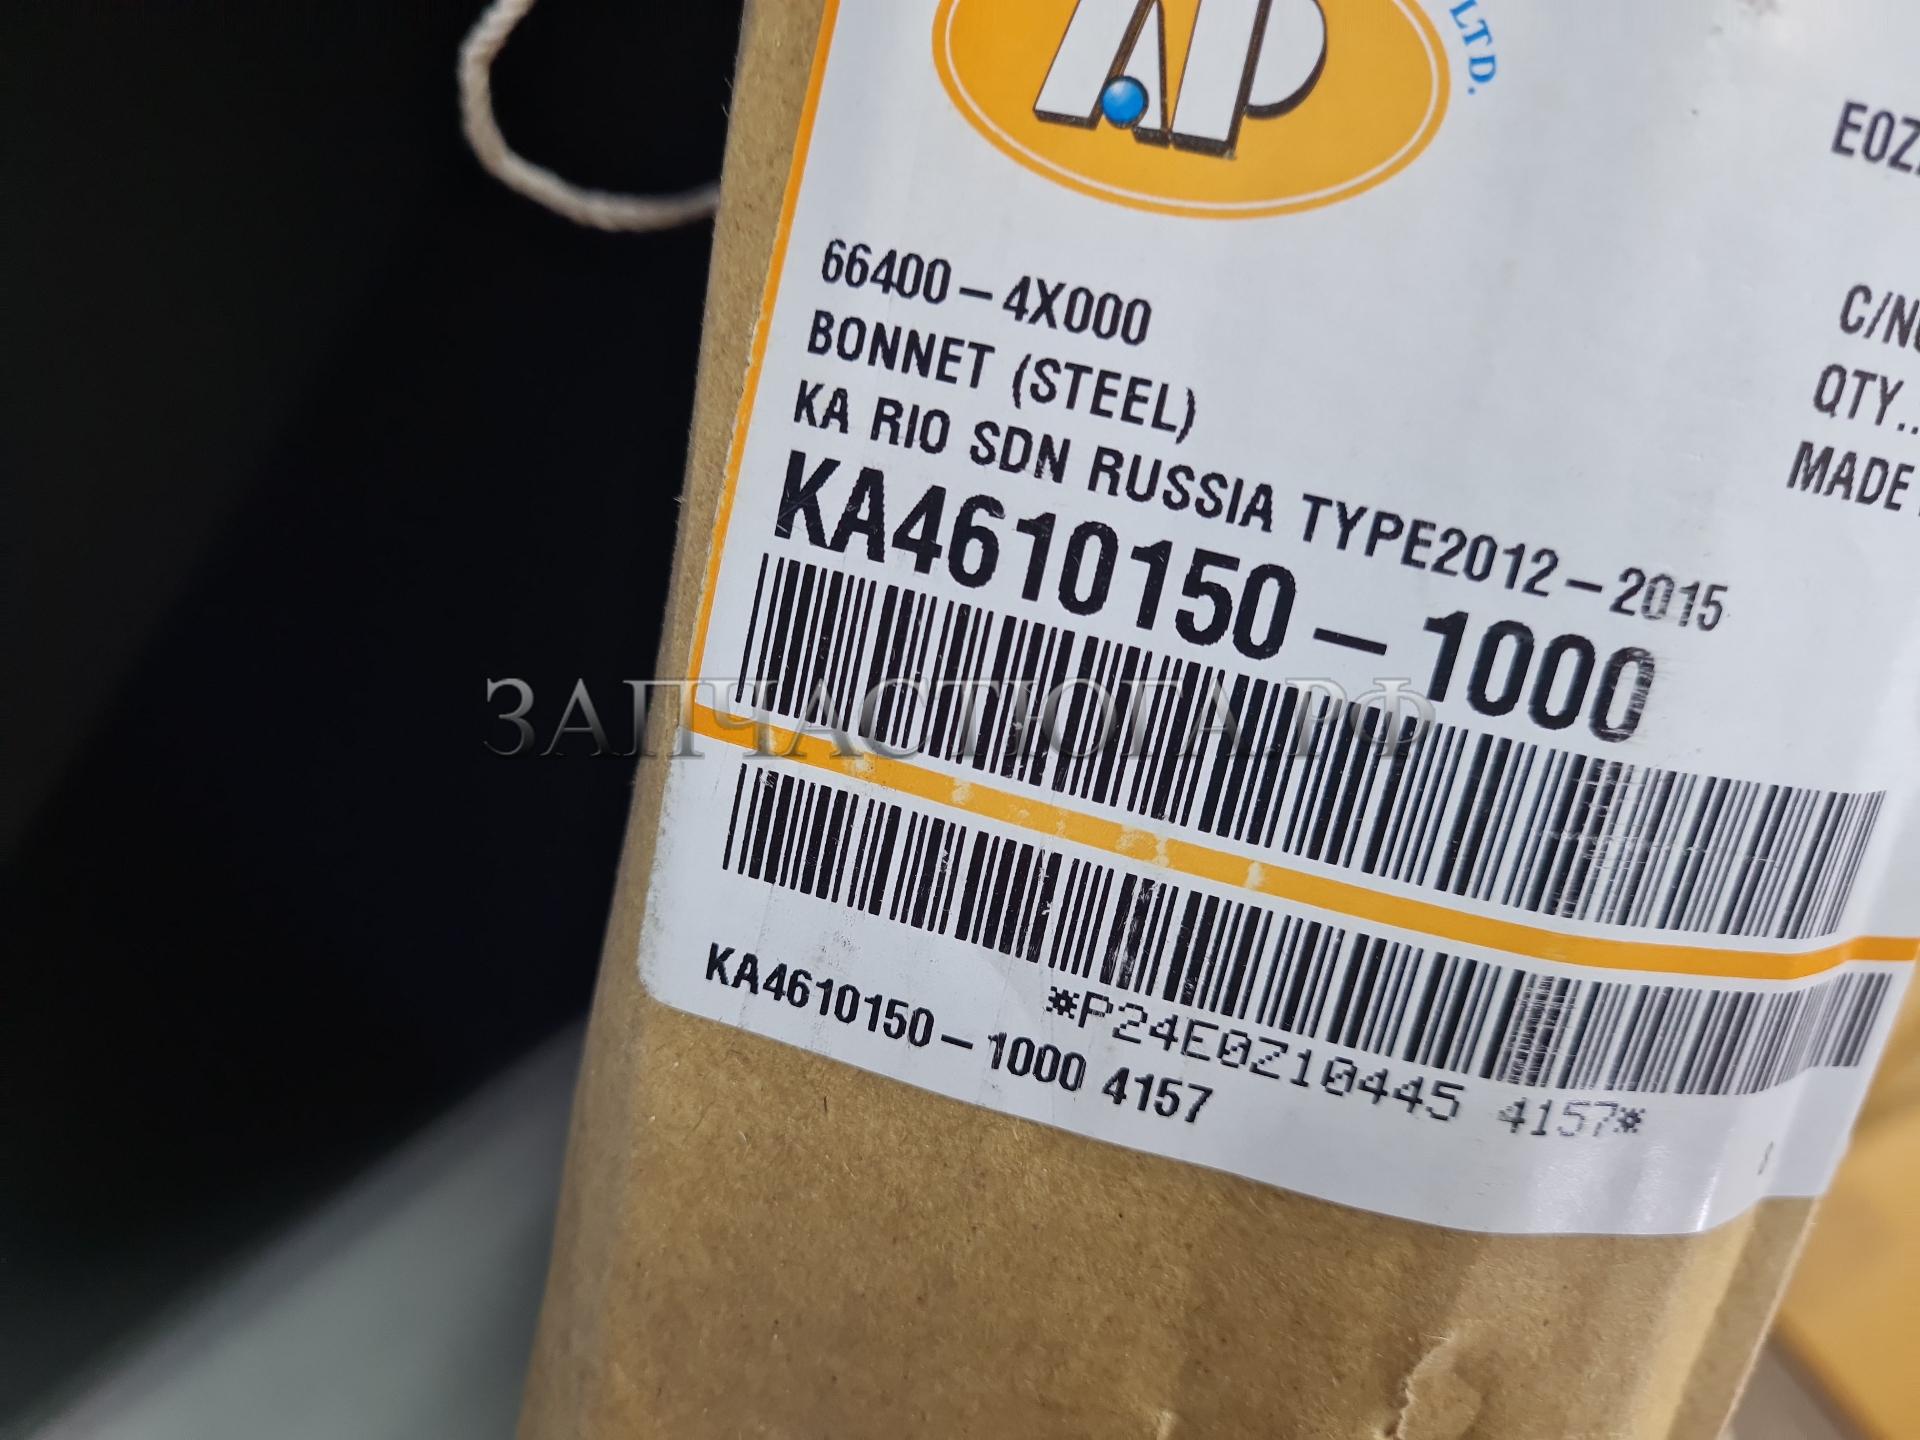 AP
LTD.
66400-4X000
BONNET (STEEL)
KA RIO SDN RUSSIA TYPE2012-2015
KA4610150-1000
C/N
QTY..
MADE
ЗАПЧАСТЮГА.РФ
*P24E0Z10445 4157*
KA4610150-1000 4157